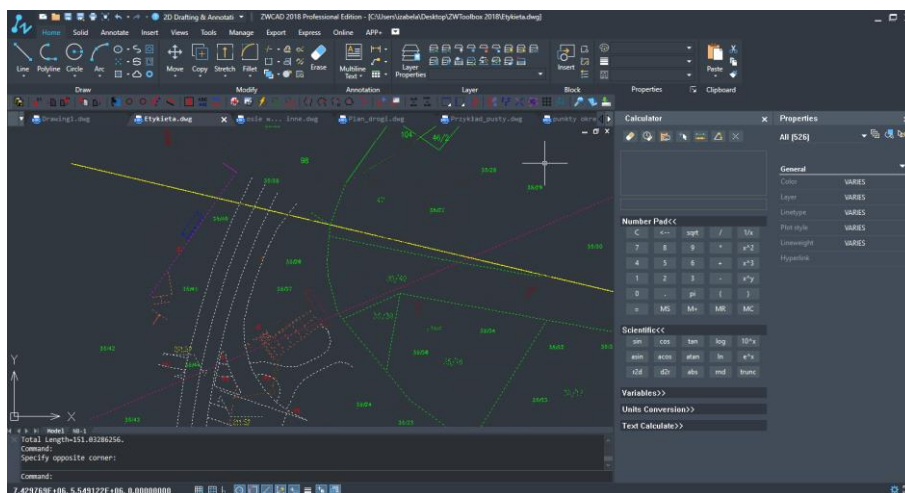 2D Drafting & Annotati
ZWCAD 2018 Professional Edition - [C:\Users\izabela\Desktop\ZWToolbox 2018\Etykieta.dwg]
Home Solid Annotate Insert Views Tools Manage Export Express Online APP+
Line Polyline Circle Arc Move Copy Stretch Fillet Erase Multiline Text Layer Properties Insert Paste
Draw Modify Annotation Layer Block Properties Clipboard
Drawing1.dwg Etykieta.dwg osie w... inne.dwg Plan_drogi.dwg Przyklad_pusty.dwg punkty okre
Calculator
Properties
All [526]
General
Color VARIES
Layer VARIES
Linetype VARIES
Plot style VARIES
Lineweight VARIES
Hyperlink
Number Pad<<
C <-- sqrt / 1/x
7 8 9 * x^2
4 5 6 + x^3
1 2 3 - x^y
0 . pi ( )
= MS M+ MR MC
Scientific<<
sin cos tan log 10^x
asin acos atan ln e^x
r2d d2r abs rnd trunc
Variables>>
Units Conversion>>
Text Calculate>>
104
46/2
98
Y
X
Model
Total Length=151.03286256.
Command:
Specify opposite corner:
Command:
7.429769E+06, 5.549122E+06, 0.00000000